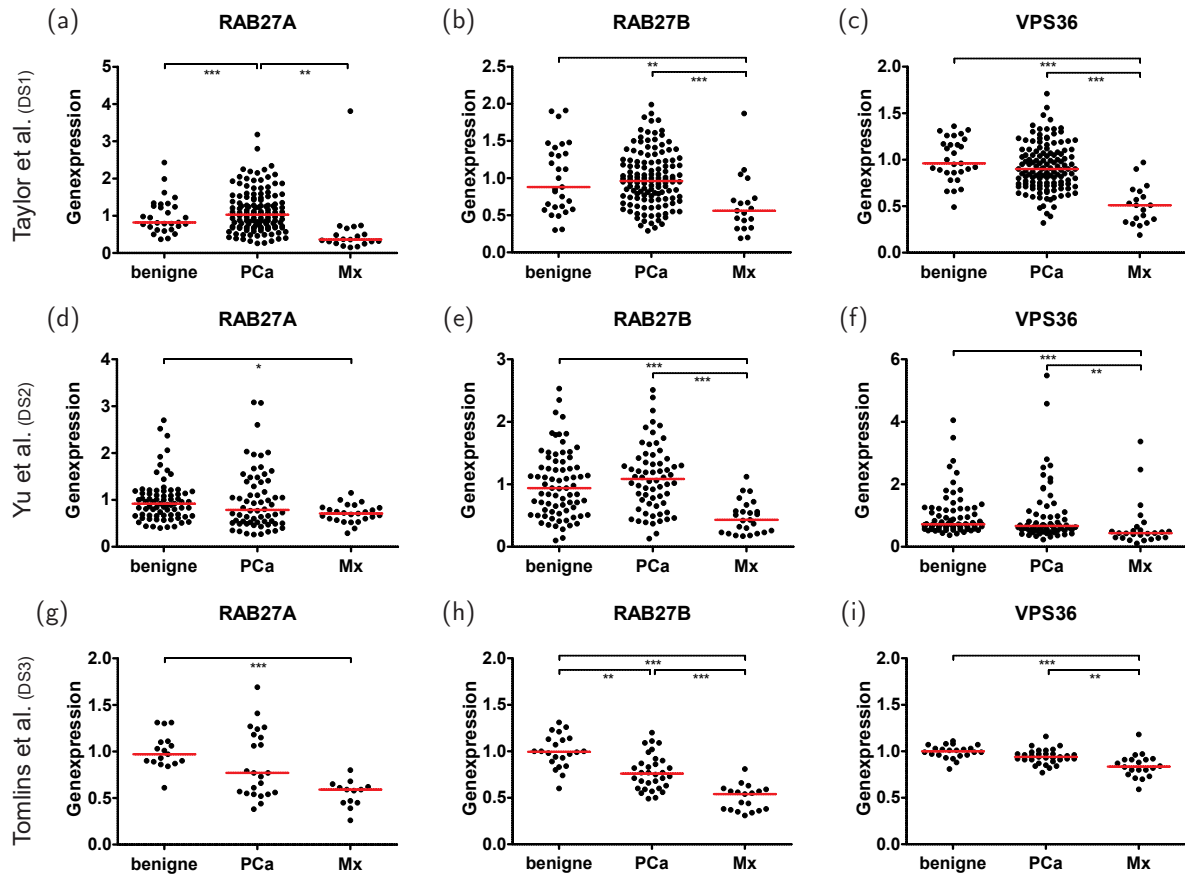 (a) RAB27A (b) RAB27B (c) VPS36
Taylor et al. (DS1)
Genexpression
5
4
3
2
1
0
*** **
benigne PCa Mx
Genexpression
2.5
2.0
1.5
1.0
0.5
0.0
**
***
benigne PCa Mx
Genexpression
2.0
1.5
1.0
0.5
0.0
***
***
benigne PCa Mx
(d) RAB27A (e) RAB27B (f) VPS36
Yu et al. (DS2)
Genexpression
4
3
2
1
0
*
benigne PCa Mx
Genexpression
3
2
1
0
***
***
benigne PCa Mx
Genexpression
6
4
2
0
***
**
benigne PCa Mx
(g) RAB27A (h) RAB27B (i) VPS36
Tomlins et al. (DS3)
Genexpression
2.0
1.5
1.0
0.5
0.0
***
benigne PCa Mx
Genexpression
2.0
1.5
1.0
0.5
0.0
***
** ***
benigne PCa Mx
Genexpression
2.0
1.5
1.0
0.5
0.0
***
**
benigne PCa Mx